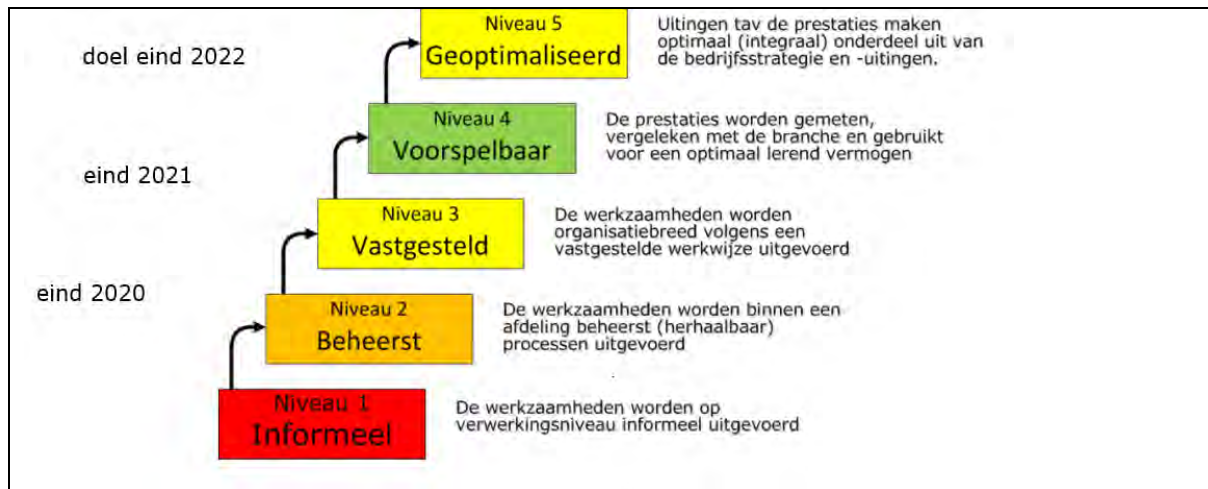 Niveau 5
Geoptimaliseerd
Uitingen tav de prestaties maken
optimaal (integraal) onderdeel uit van
de bedrijfsstrategie en -uitingen.
doel eind 2022
Niveau 4
Voorspelbaar
De prestaties worden gemeten,
vergeleken met de branche en gebruikt
voor een optimaal lerend vermogen
eind 2021
Niveau 3
Vastgesteld
De werkzaamheden worden
organisatiebreed volgens een
vastgestelde werkwijze uitgevoerd
eind 2020
Niveau 2
Beheerst
De werkzaamheden worden binnen een
afdeling beheerst (herhaalbaar)
processen uitgevoerd
Niveau 1
Informeel
De werkzaamheden worden op
verwerkingsniveau informeel uitgevoerd